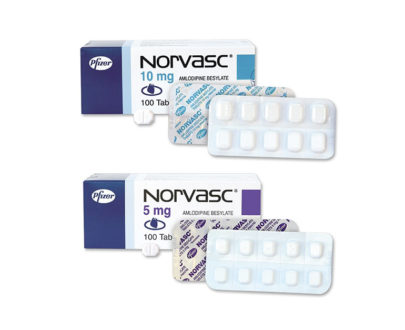 Pfizer
NORVASC®
10 mg
AMLODIPINE BESYLATE
100 Tab
Pfizer
NORVASC®
5 mg
AMLODIPINE BESYLATE
100 Tab